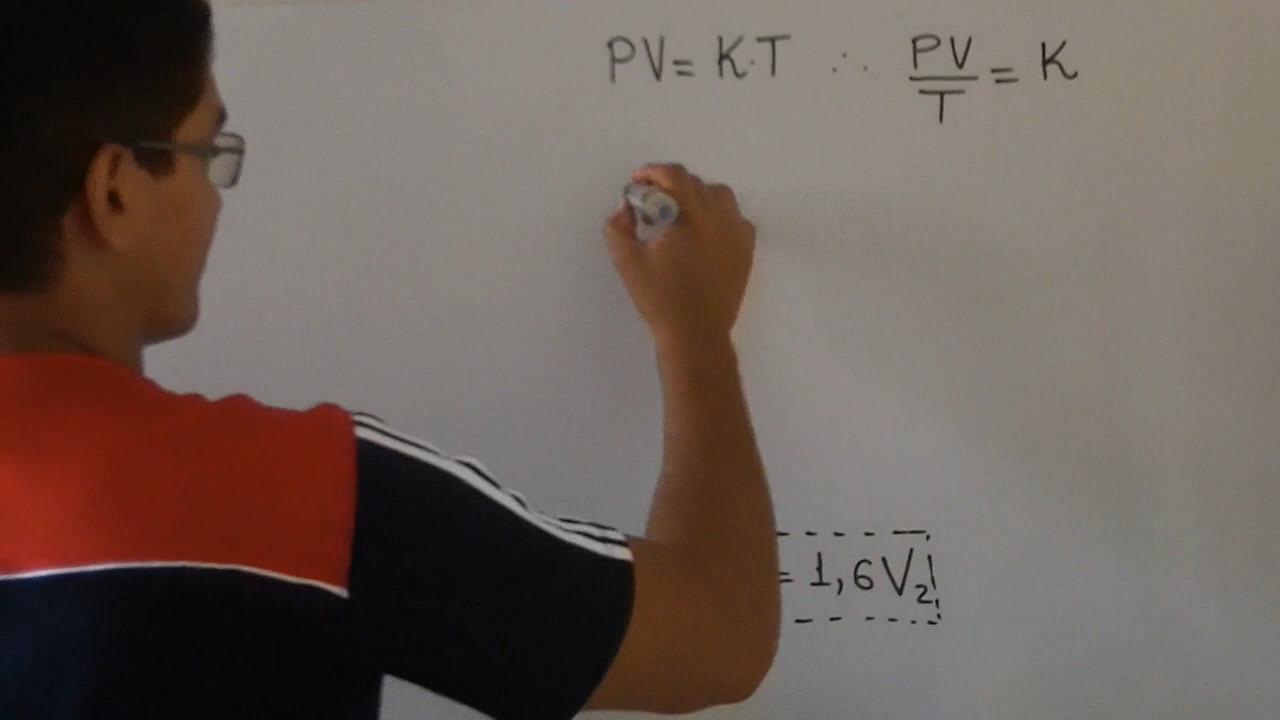 PV = K·T ∴ PV/T = K
= 1,6 V₂